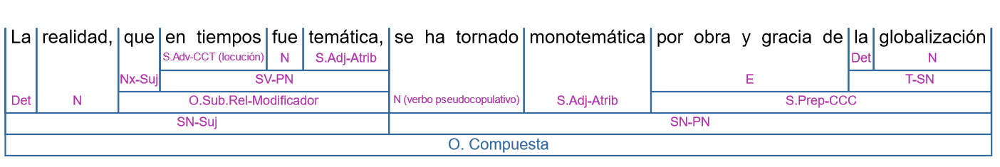 La realidad, que en tiempos fue temática, se ha tornado monotemática por obra y gracia de la globalización
S.Adv-CCT (locución) N S.Adj-Atrib Det N
Nx-Suj SV-PN E T-SN
Det N O.Sub.Rel-Modificador N (verbo pseudocopulativo) S.Adj-Atrib S.Prep-CCC
SN-Suj SN-PN
O. Compuesta